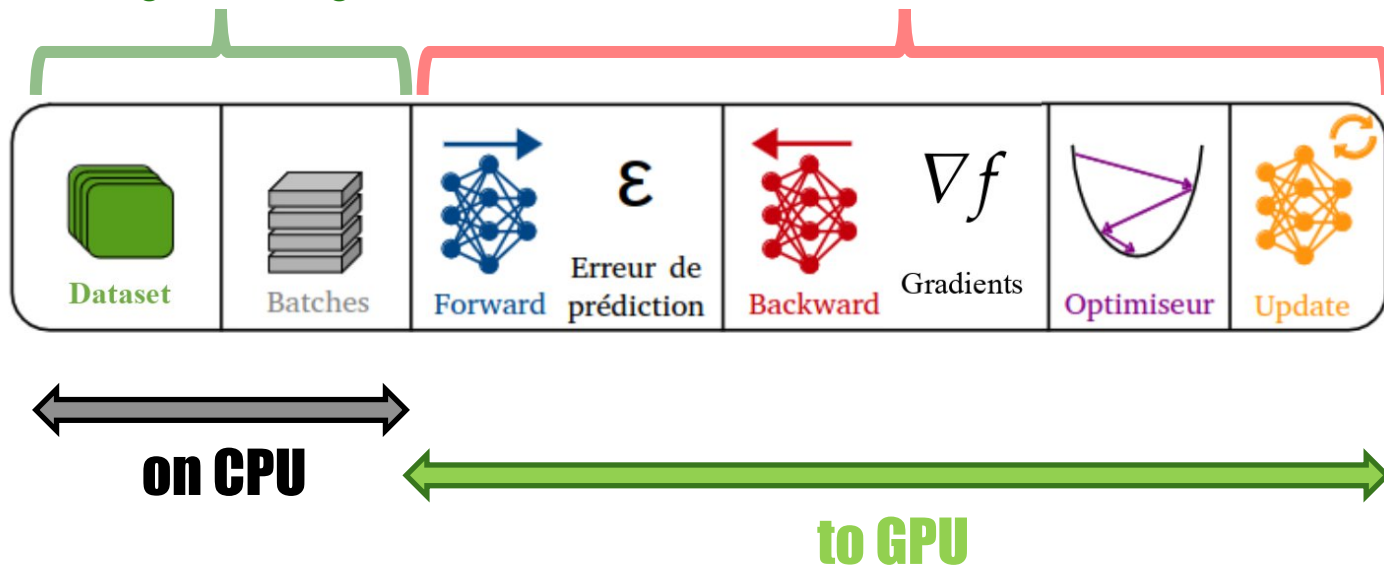 Dataset
Batches
Forward
ε
Erreur de
prédiction
Backward
∇f
Gradients
Optimiseur
Update
on CPU
to GPU